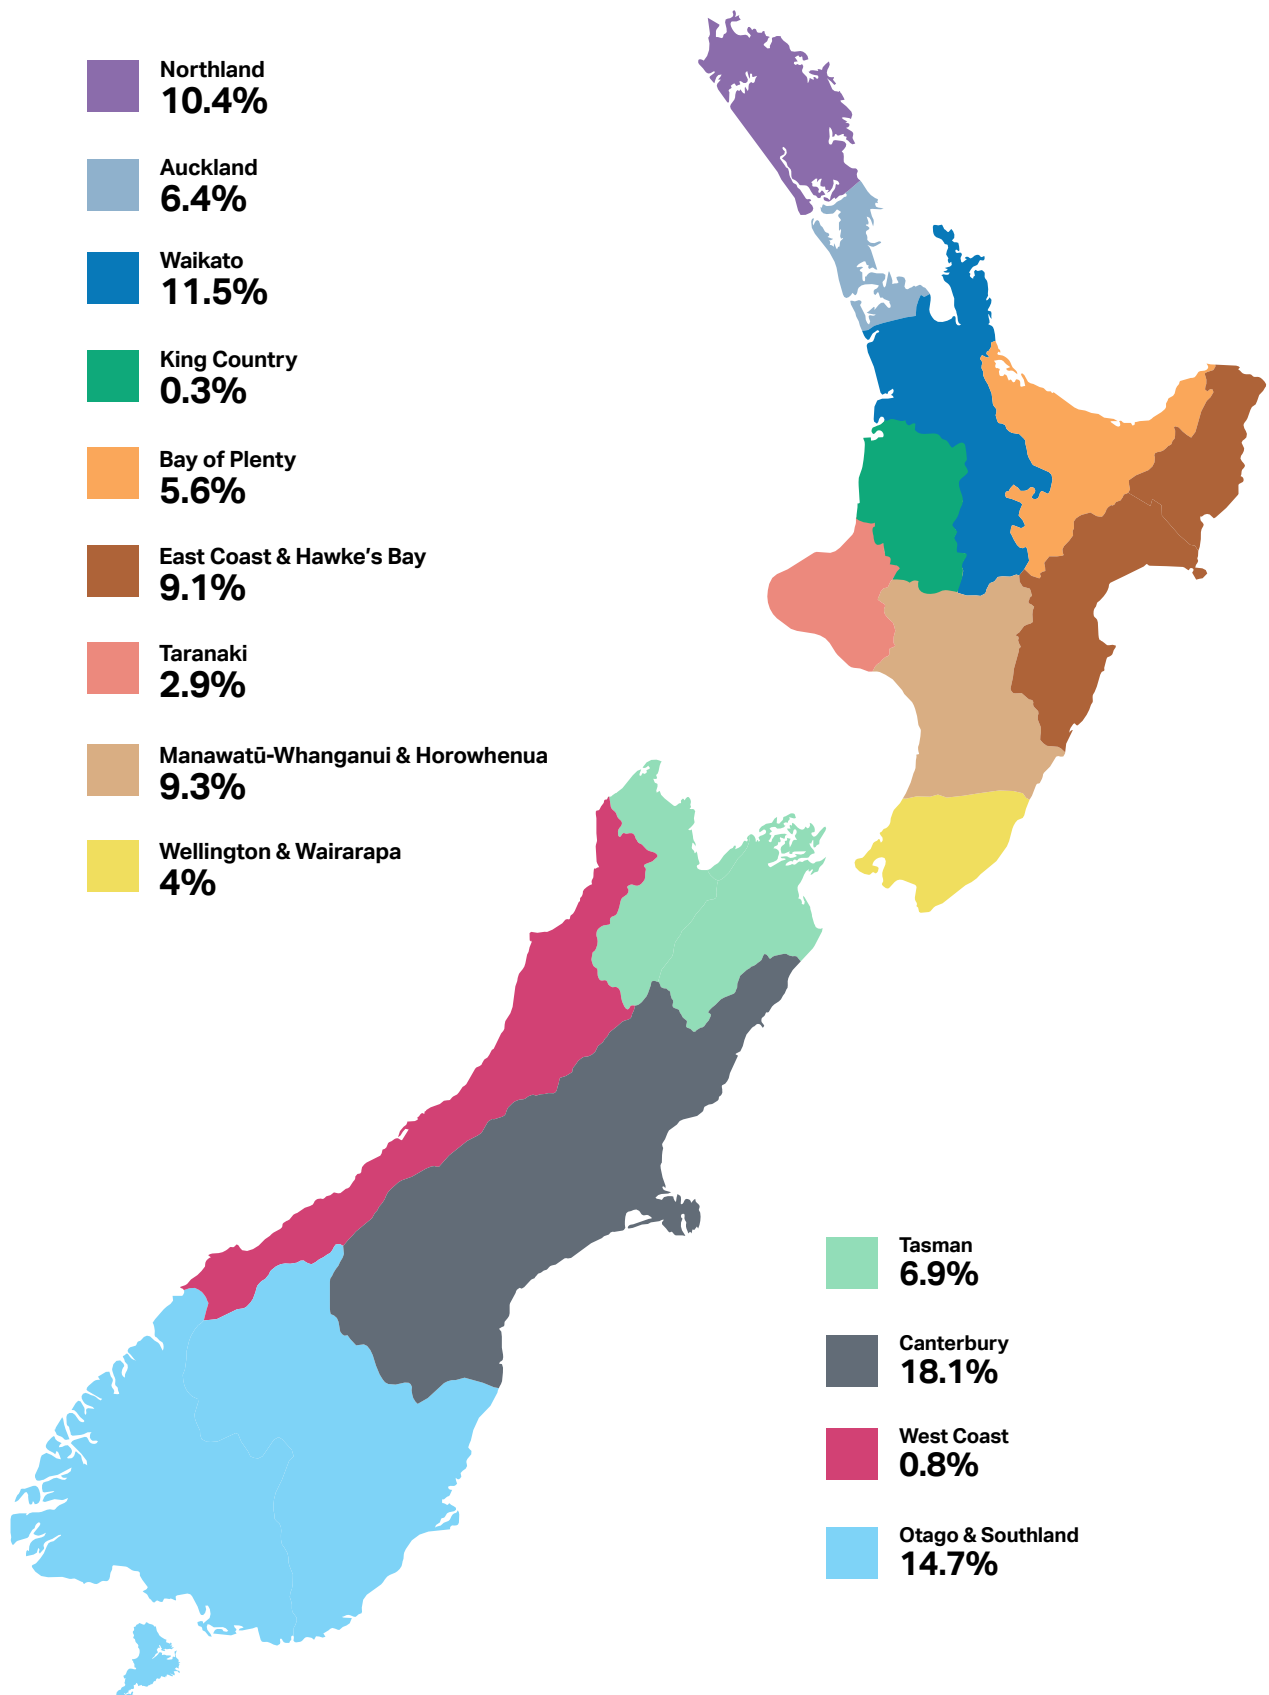 Northland
10.4%
Auckland
6.4%
Waikato
11.5%
King Country
0.3%
Bay of Plenty
5.6%
East Coast & Hawke's Bay
9.1%
Taranaki
2.9%
Manawatū-Whanganui & Horowhenua
9.3%
Wellington & Wairarapa
4%
Tasman
6.9%
Canterbury
18.1%
West Coast
0.8%
Otago & Southland
14.7%